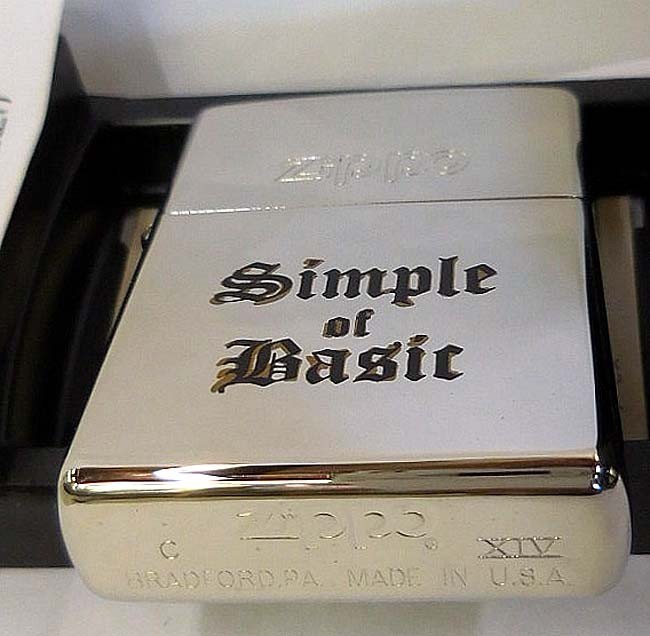 Zippo
Simple
of
Basic
C Zippo® XIV
BRADFORD,PA. MADE IN U.S.A.